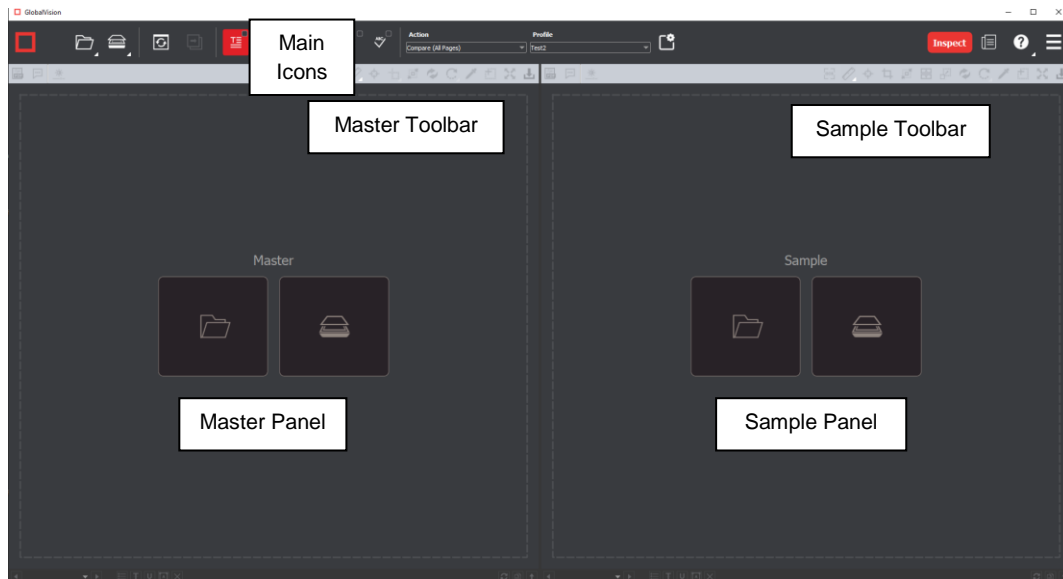 GlobalVision
Main
Icons
ABC
Action
Compare (All Pages)
Profile
Test2
Inspect
?
Master Toolbar
Sample Toolbar
Master
Sample
Master Panel
Sample Panel